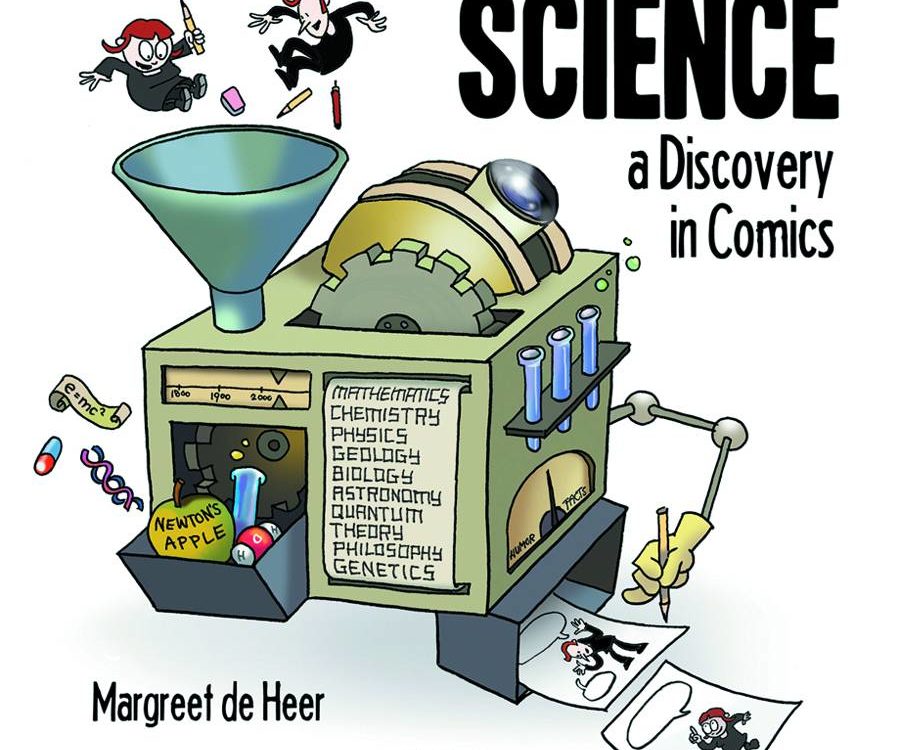 SCIENCE
a Discovery
in Comics
e=mc²
1800 1900 2000
MATHEMATICS
CHEMISTRY
PHYSICS
GEOLOGY
BIOLOGY
ASTRONOMY
QUANTUM
THEORY
PHILOSOPHY
GENETICS
HUMOR FACTS
NEWTON'S
APPLE
H O H
Margreet de Heer